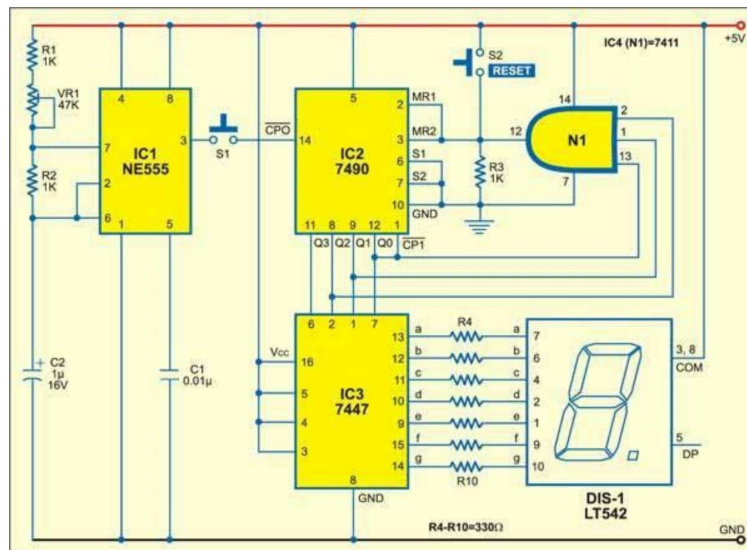 +5V
IC4 (N1)=7411
R1
1K
VR1
47K
R2
1K
C2
+
1µ
16V
4
8
7
2
6
1
5
3
IC1
NE555
C1
0.01µ
S1
CPO
14
5
IC2
7490
2
3
6
7
10
MR1
MR2
S1
S2
GND
11
8
9
12
1
Q3
Q2
Q1
Q0
CP1
S2
RESET
R3
1K
12
14
7
N1
2
1
13
6
2
1
7
Vcc
16
5
4
3
IC3
7447
8
GND
13
12
11
10
9
15
14
a
b
c
d
e
f
g
R4
R10
a
b
c
d
e
f
g
7
6
4
2
1
9
10
3, 8
COM
5
DP
DIS-1
LT542
R4-R10=330Ω
GND